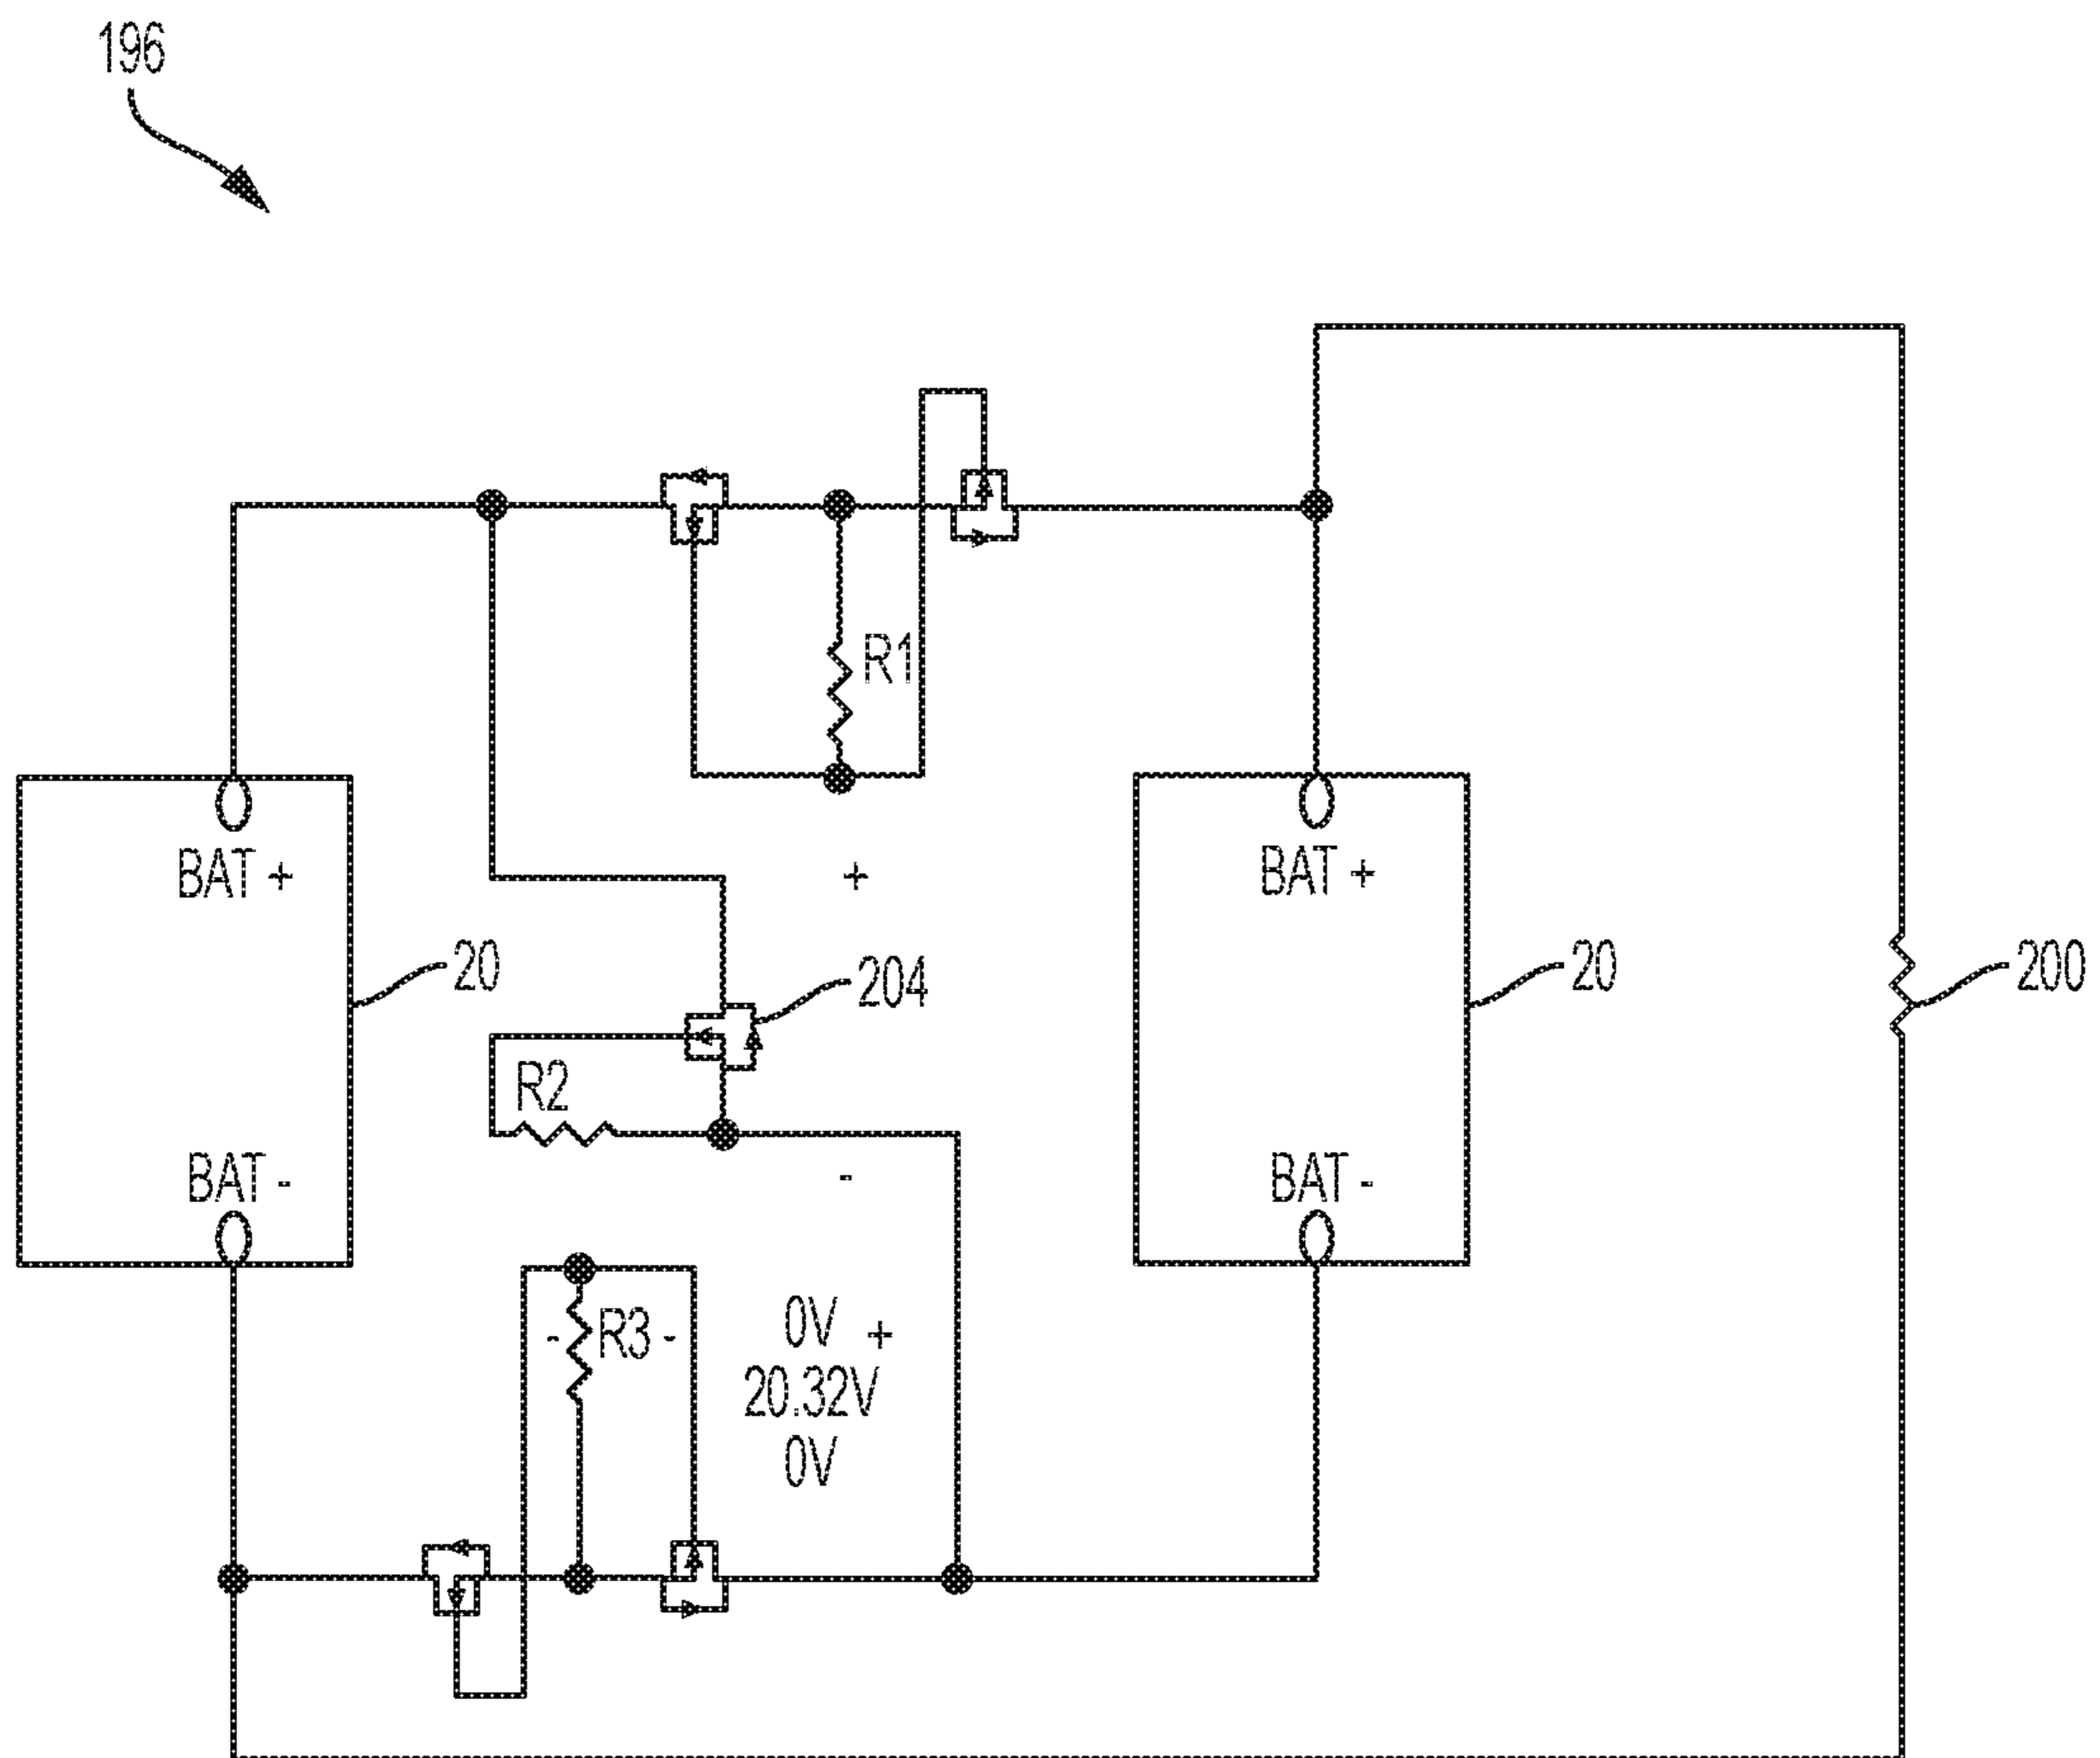 196
R1
BAT +
+
BAT +
20
204
20
200
R2
BAT -
-
BAT -
- R3 -
0V +
20.32V
0V